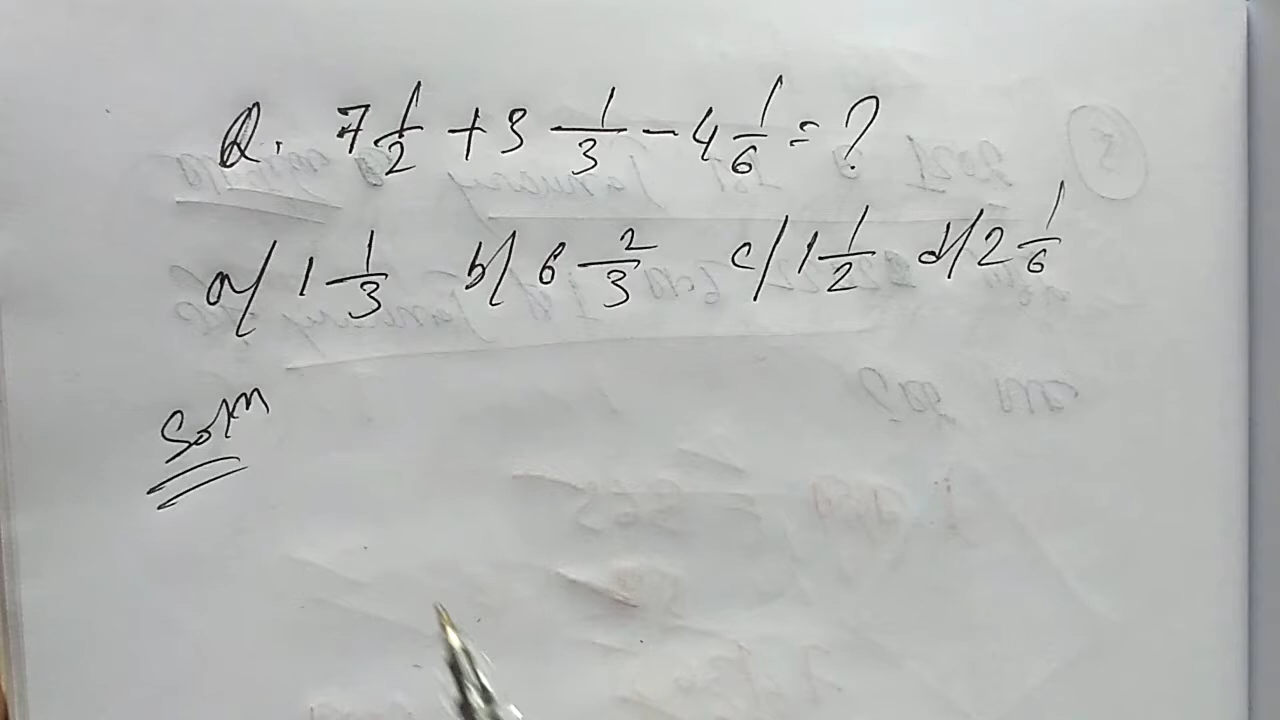 Q. 7 1/2 + 3 1/3 - 4 1/6 = ?
a/ 1 1/3 b/ 6 2/3 c/ 1 1/2 d/ 2 1/6
Soln